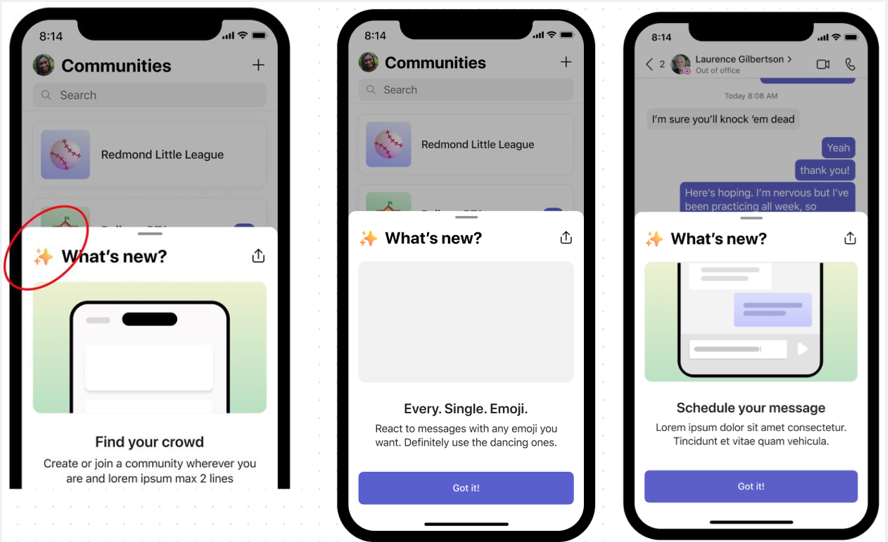 8:14
Communities
Search
Redmond Little League
What's new?
Find your crowd
Create or join a community wherever you
are and lorem ipsum max 2 lines
8:14
Communities
Search
Redmond Little League
What's new?
Every. Single. Emoji.
React to messages with any emoji you
want. Definitely use the dancing ones.
Got it!
8:14
2
Laurence Gilbertson
Out of office
Today 8:06 AM
I'm sure you'll knock 'em dead
Yeah
thank you!
Here's hoping. I'm nervous but I've
been practicing all week, so
What's new?
Schedule your message
Lorem ipsum dolor sit amet consectetur.
Tincidunt et vitae quam vehicula.
Got it!